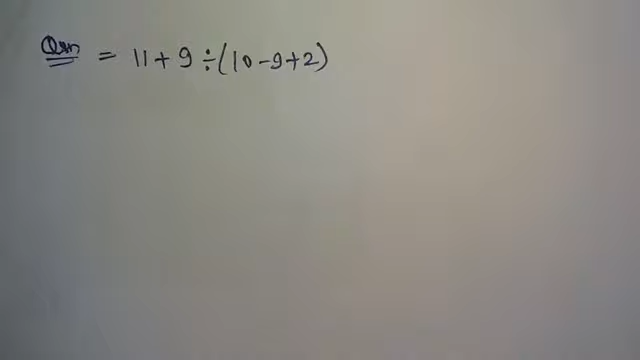 Qsn = 11 + 9 ÷ (10 - 9 + 2)